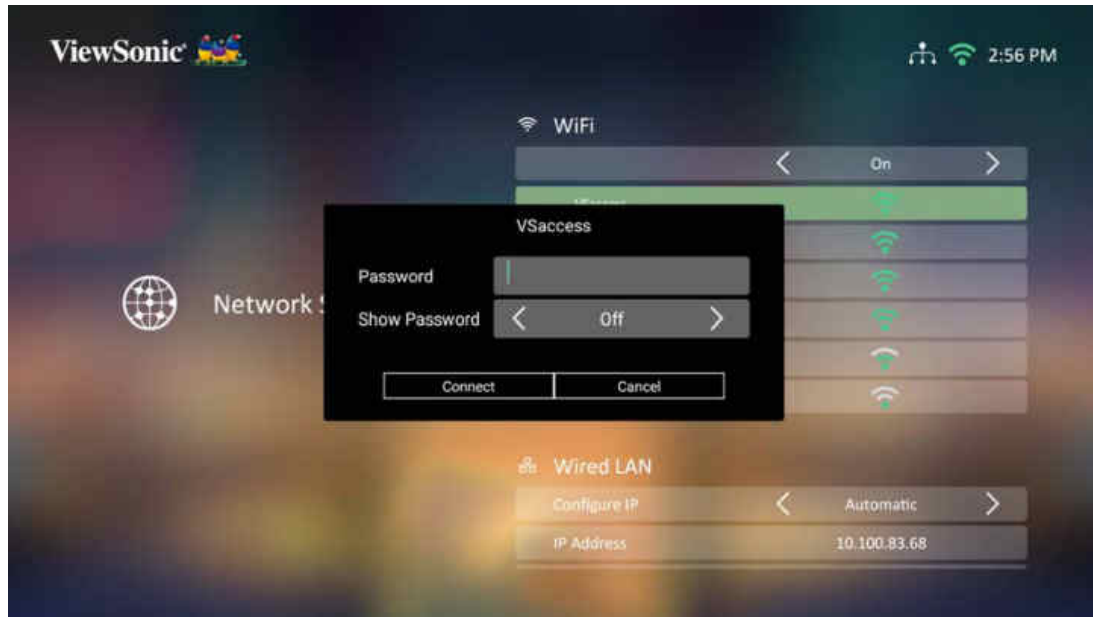 ViewSonic
2:56 PM
WiFi
On
VSaccess
Password
Network
Show Password
Off
Connect
Cancel
Wired LAN
Configure IP
Automatic
IP Address
10.100.83.68